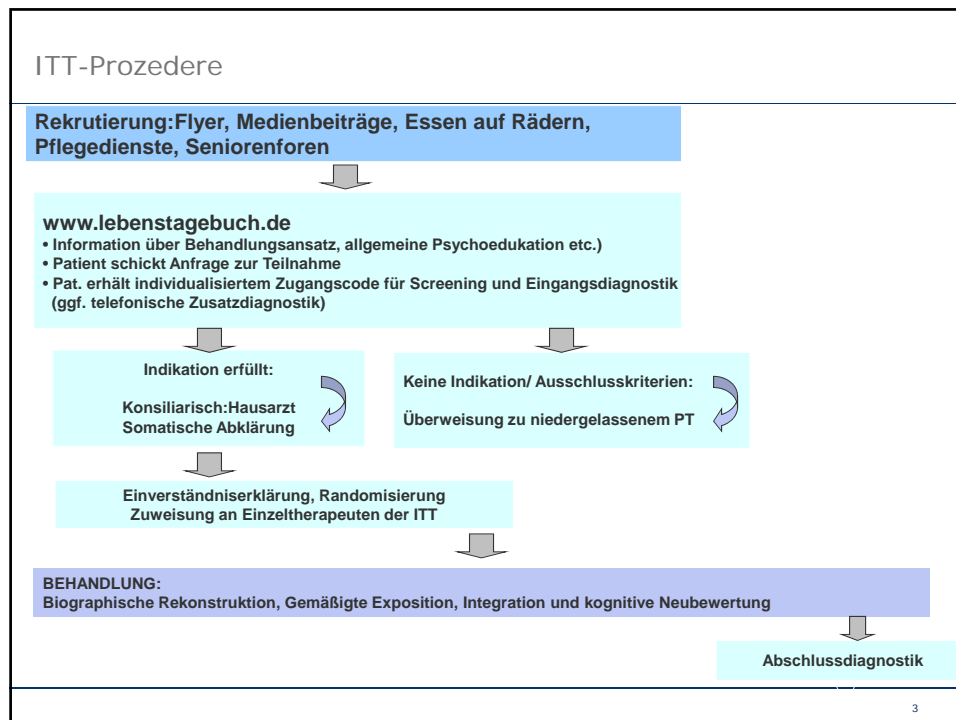 ITT-Prozedere
Rekrutierung:Flyer, Medienbeiträge, Essen auf Rädern,
Pflegedienste, Seniorenforen
www.lebenstagebuch.de
• Information über Behandlungsansatz, allgemeine Psychoedukation etc.)
• Patient schickt Anfrage zur Teilnahme
• Pat. erhält individualisiertem Zugangscode für Screening und Eingangsdiagnostik
(ggf. telefonische Zusatzdiagnostik)
Indikation erfüllt:
Konsiliarisch:Hausarzt
Somatische Abklärung
Keine Indikation/ Ausschlusskriterien:
Überweisung zu niedergelassenem PT
Einverständniserklärung, Randomisierung
Zuweisung an Einzeltherapeuten der ITT
BEHANDLUNG:
Biographische Rekonstruktion, Gemäßigte Exposition, Integration und kognitive Neubewertung
Abschlussdiagnostik
3